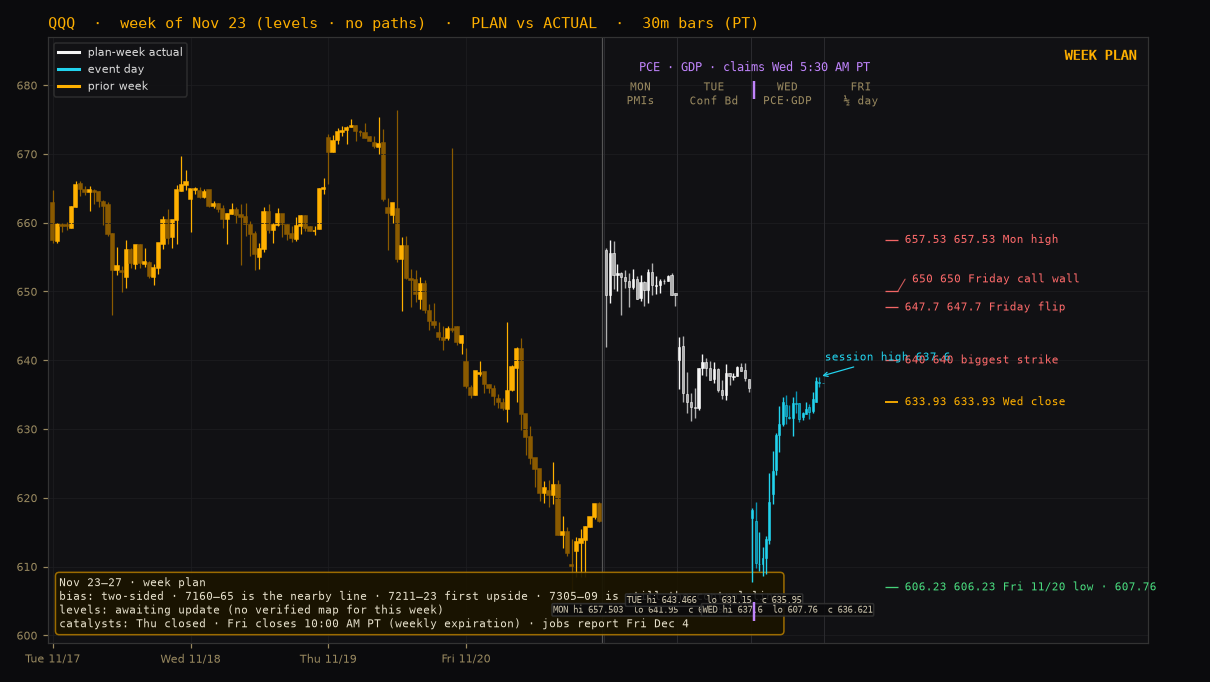 QQQ · week of Nov 23 (levels · no paths) · PLAN vs ACTUAL · 30m bars (PT)
plan-week actual
event day
prior week
WEEK PLAN
PCE · GDP · claims Wed 5:30 AM PT
MON
PMIs
TUE
Conf Bd
WED
PCE·GDP
FRI
½ day
680
670
660
650
640
630
620
610
600
657.53 657.53 Mon high
650 650 Friday call wall
647.7 647.7 Friday flip
session high 637.6
640 640 biggest strike
633.93 633.93 Wed close
606.23 606.23 Fri 11/20 low · 607.76
Nov 23–27 · week plan
bias: two-sided · 7160–65 is the nearby line · 7211–23 first upside · 7305–09 is
levels: awaiting update (no verified map for this week)
catalysts: Thu closed · Fri closes 10:00 AM PT (weekly expiration) · jobs report Fri Dec 4
TUE hi 643.466 lo 631.15 c 635.95
MON hi 657.503 lo 641.95 c
WED hi 637.6 lo 607.76 c 636.621
Tue 11/17
Wed 11/18
Thu 11/19
Fri 11/20